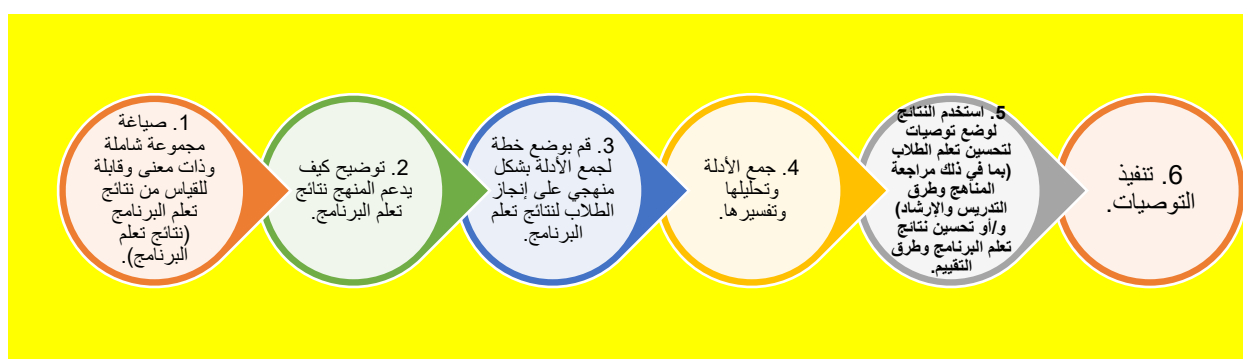 1. صياغة
مجموعة شاملة
وذات معنى وقابلة
للقياس من نتائج
تعلم البرنامج
(نتائج تعلم
البرنامج).
2. توضيح كيف
يدعم المنهج نتائج
تعلم البرنامج.
3. قم بوضع خطة
لجمع الأدلة بشكل
منهجي على إنجاز
الطلاب لنتائج تعلم
البرنامج.
4. جمع الأدلة
وتحليلها
وتفسيرها.
5. استخدم النتائج
لوضع توصيات
لتحسين تعلم الطلاب
(بما في ذلك مراجعة
المناهج وطرق
التدريس والإرشاد)
و/أو تحسين نتائج
تعلم البرنامج وطرق
التقييم.
6. تنفيذ
التوصيات.